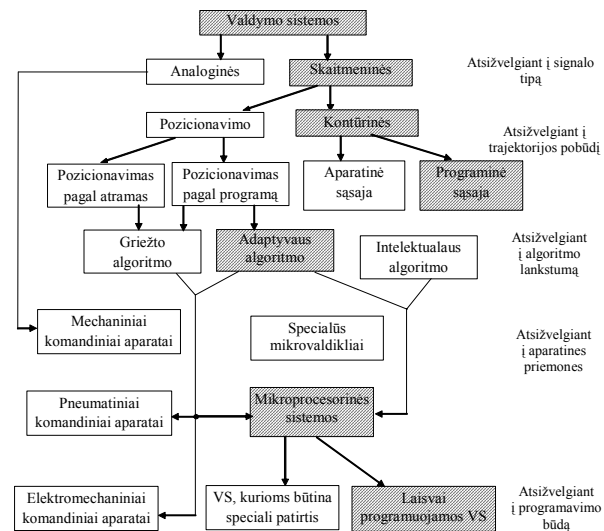 Valdymo sistemos
Analoginės
Skaitmeninės
Atsižvelgiant į signalo
tipą
Pozicionavimo
Kontūrinės
Atsižvelgiant į
trajektorijos pobūdį
Pozicionavimas
pagal atramas
Pozicionavimas
pagal programą
Aparatinė
sąsaja
Programinė
sąsaja
Griežto
algoritmo
Adaptyvaus
algoritmo
Intelektualaus
algoritmo
Atsižvelgiant
į algoritmo
lankstumą
Mechaniniai
komandiniai aparatai
Specialūs
mikrovaldikliai
Atsižvelgiant
į aparatines
priemones
Pneumatiniai
komandiniai aparatai
Mikroprocesorinės
sistemos
Elektromechaniniai
komandiniai aparatai
VS, kurioms būtina
speciali patirtis
Laisvai
programuojamos VS
Atsižvelgiant
į programavimo
būdą